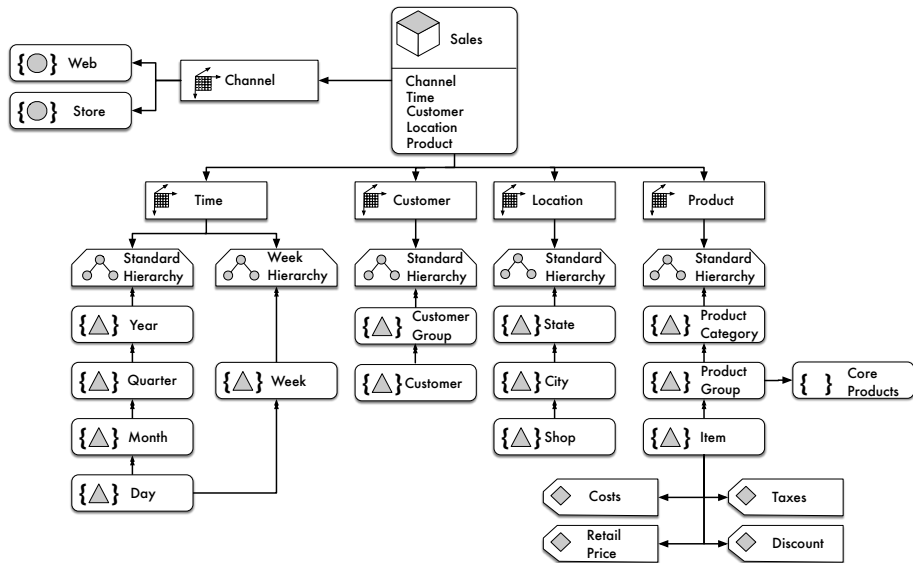 Sales
Channel
Time
Customer
Location
Product
Web
Channel
Store
Time
Customer
Location
Product
Standard
Hierarchy
Week
Hierarchy
Standard
Hierarchy
Standard
Hierarchy
Standard
Hierarchy
{ } Year
{ } Customer
Group
{ } State
{ } Product
Category
{ } Quarter
{ } Week
{ } Customer
{ } City
{ } Product
Group
{ } Core
Products
{ } Month
{ } Shop
{ } Item
{ } Day
Costs
Taxes
Retail
Price
Discount